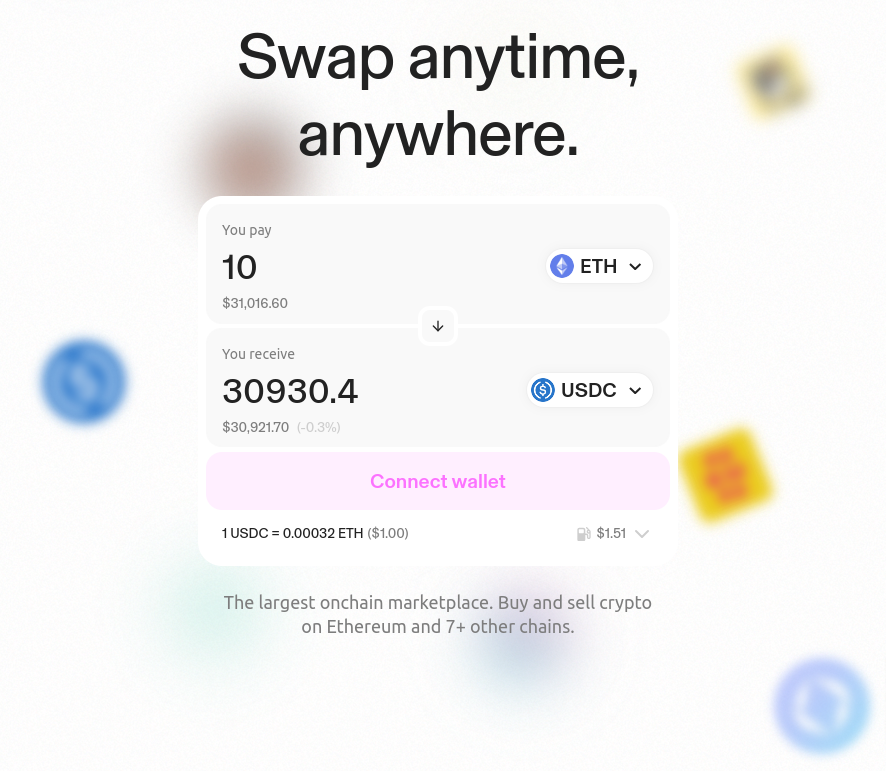 Swap anytime,
anywhere.
You pay
10
ETH
$31,016.60
You receive
30930.4
USDC
$30,921.70 (-0.3%)
Connect wallet
1 USDC = 0.00032 ETH ($1.00)
$1.51
The largest onchain marketplace. Buy and sell crypto
on Ethereum and 7+ other chains.